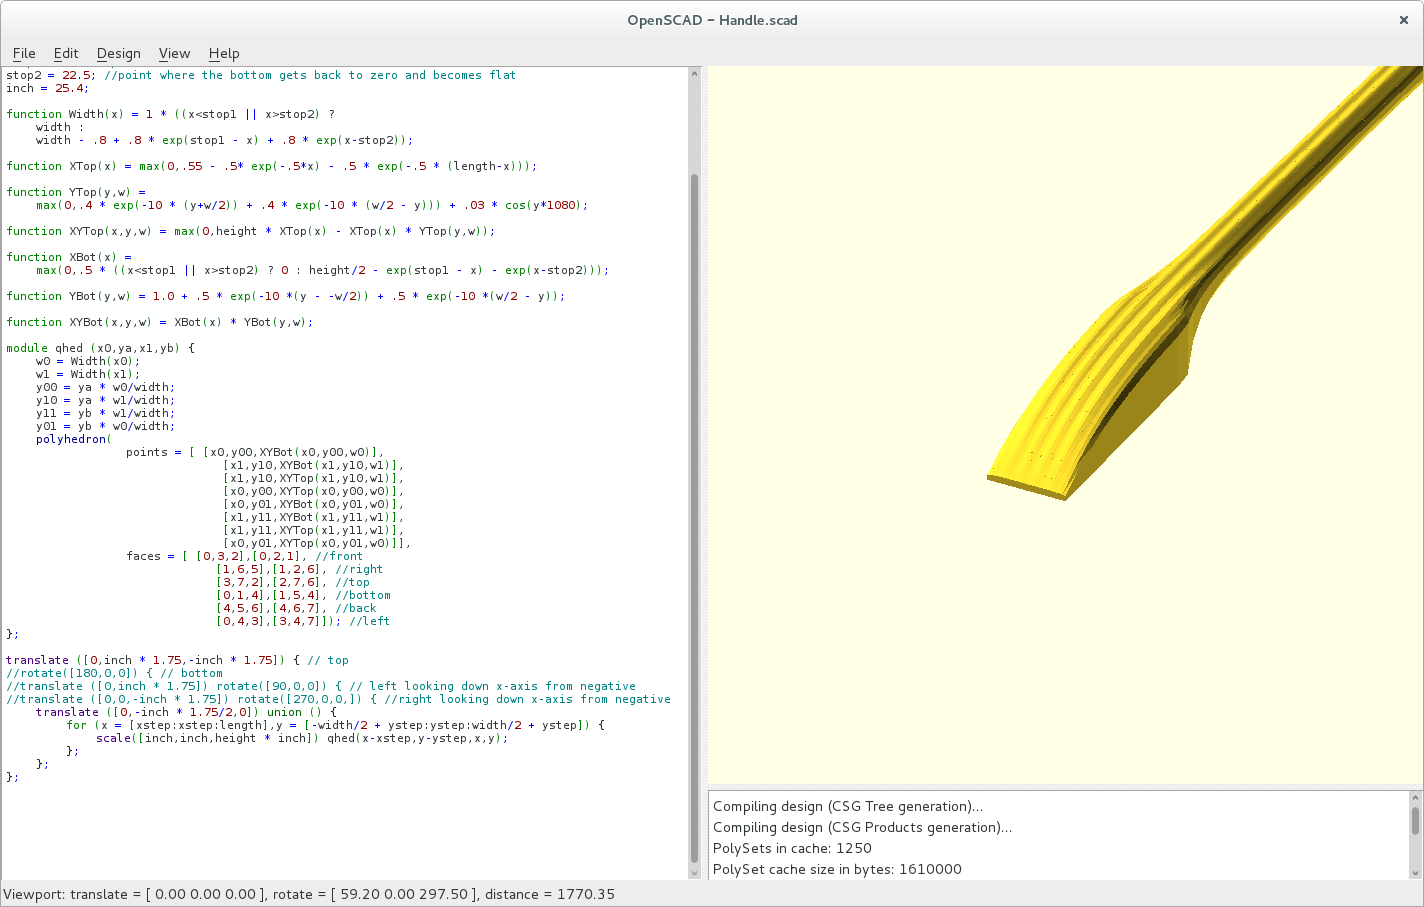 OpenSCAD – Handle.scad
File Edit Design View Help
stop2 = 22.5; //point where the bottom gets back to zero and becomes flat
inch = 25.4;
function Width(x) = 1 * ((x<stop1 || x>stop2) ?
width :
width - .8 + .8 * exp(stop1 - x) + .8 * exp(x-stop2));
function XTop(x) = max(0,.55 - .5* exp(-.5*x) - .5 * exp(-.5 * (length-x)));
function YTop(y,w) =
max(0,.4 * exp(-10 * (y+w/2)) + .4 * exp(-10 * (w/2 - y))) + .03 * cos(y*1080);
function XYTop(x,y,w) = max(0,height * XTop(x) - XTop(x) * YTop(y,w));
function XBot(x) =
max(0,.5 * ((x<stop1 || x>stop2) ? 0 : height/2 - exp(stop1 - x) - exp(x-stop2)));
function YBot(y,w) = 1.0 + .5 * exp(-10 *(y - -w/2)) + .5 * exp(-10 *(w/2 - y));
function XYBot(x,y,w) = XBot(x) * YBot(y,w);
module qhed (x0,ya,x1,yb) {
w0 = Width(x0);
w1 = Width(x1);
y00 = ya * w0/width;
y10 = ya * w1/width;
y11 = yb * w1/width;
y01 = yb * w0/width;
polyhedron(
points = [ [x0,y00,XYBot(x0,y00,w0)],
[x1,y10,XYBot(x1,y10,w1)],
[x1,y10,XYTop(x1,y10,w1)],
[x0,y00,XYTop(x0,y00,w0)],
[x0,y01,XYBot(x0,y01,w0)],
[x1,y11,XYBot(x1,y11,w1)],
[x1,y11,XYTop(x1,y11,w1)],
[x0,y01,XYTop(x0,y01,w0)]],
faces = [ [0,3,2],[0,2,1], //front
[1,6,5],[1,2,6], //right
[3,7,2],[2,7,6], //top
[0,1,4],[1,5,4], //bottom
[4,5,6],[4,6,7], //back
[0,4,3],[3,4,7]]); //left
};
translate ([0,inch * 1.75,-inch * 1.75]) { // top
//rotate([180,0,0]) { // bottom
//translate ([0,inch * 1.75]) rotate([90,0,0]) { // left looking down x-axis from negative
//translate ([0,0,-inch * 1.75]) rotate([270,0,0,]) { //right looking down x-axis from negative
translate ([0,-inch * 1.75/2,0]) union () {
for (x = [xstep:xstep:length],y = [-width/2 + ystep:ystep:width/2 + ystep]) {
scale([inch,inch,height * inch]) qhed(x-xstep,y-ystep,x,y);
};
};
};
Compiling design (CSG Tree generation)...
Compiling design (CSG Products generation)...
PolySets in cache: 1250
PolySet cache size in bytes: 1610000
Viewport: translate = [ 0.00 0.00 0.00 ], rotate = [ 59.20 0.00 297.50 ], distance = 1770.35